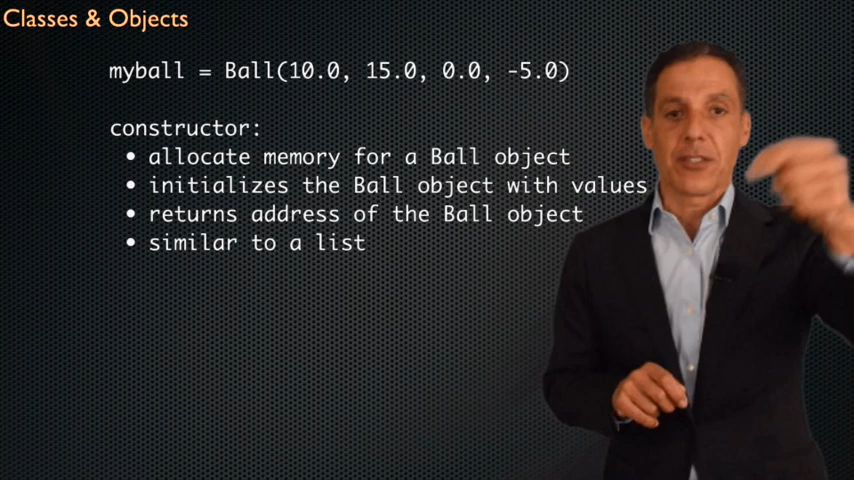 Classes & Objects
myball = Ball(10.0, 15.0, 0.0, -5.0)
constructor:
• allocate memory for a Ball object
• initializes the Ball object with values
• returns address of the Ball object
• similar to a list